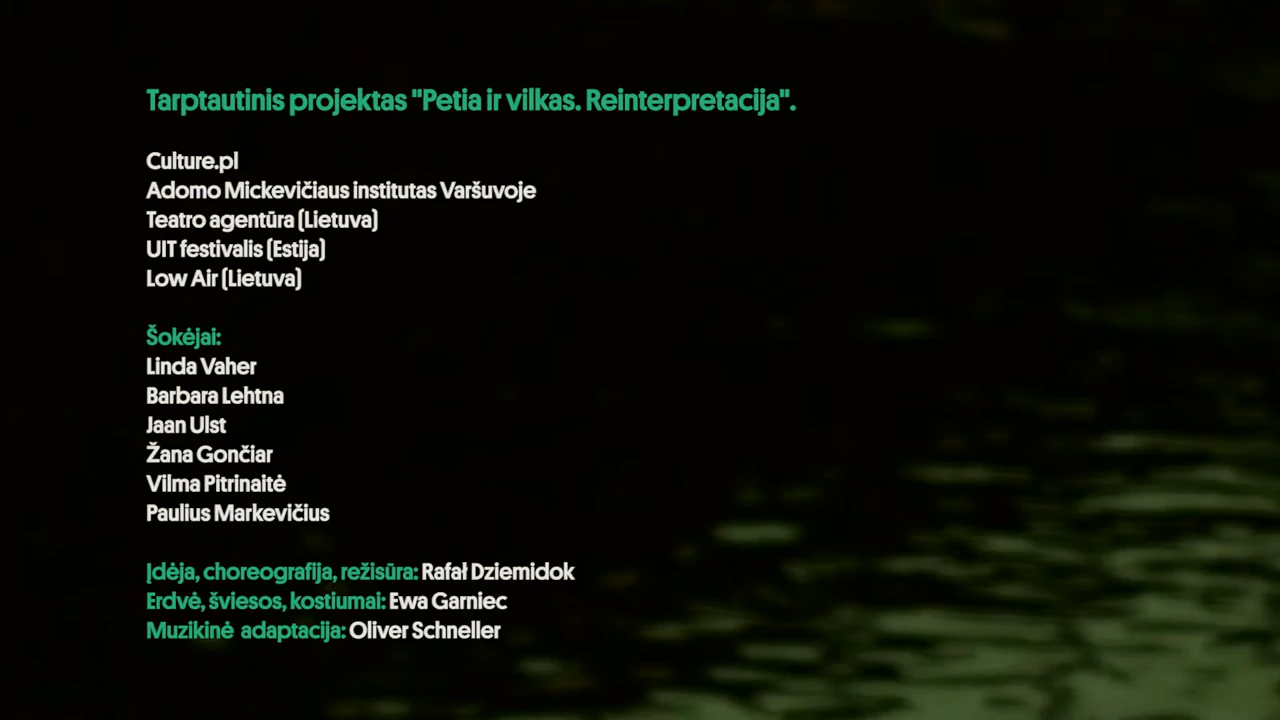 Tarptautinis projektas "Petia ir vilkas. Reinterpretacija".
Culture.pl
Adomo Mickevičiaus institutas Varšuvoje
Teatro agentūra (Lietuva)
UIT festivalis (Estija)
Low Air (Lietuva)
Šokėjai:
Linda Vaher
Barbara Lehtna
Jaan Ulst
Žana Gončiar
Vilma Pitrinaitė
Paulius Markevičius
Įdėja, choreografija, režisūra: Rafał Dziemidok
Erdvė, šviesos, kostiumai: Ewa Garniec
Muzikinė adaptacija: Oliver Schneller